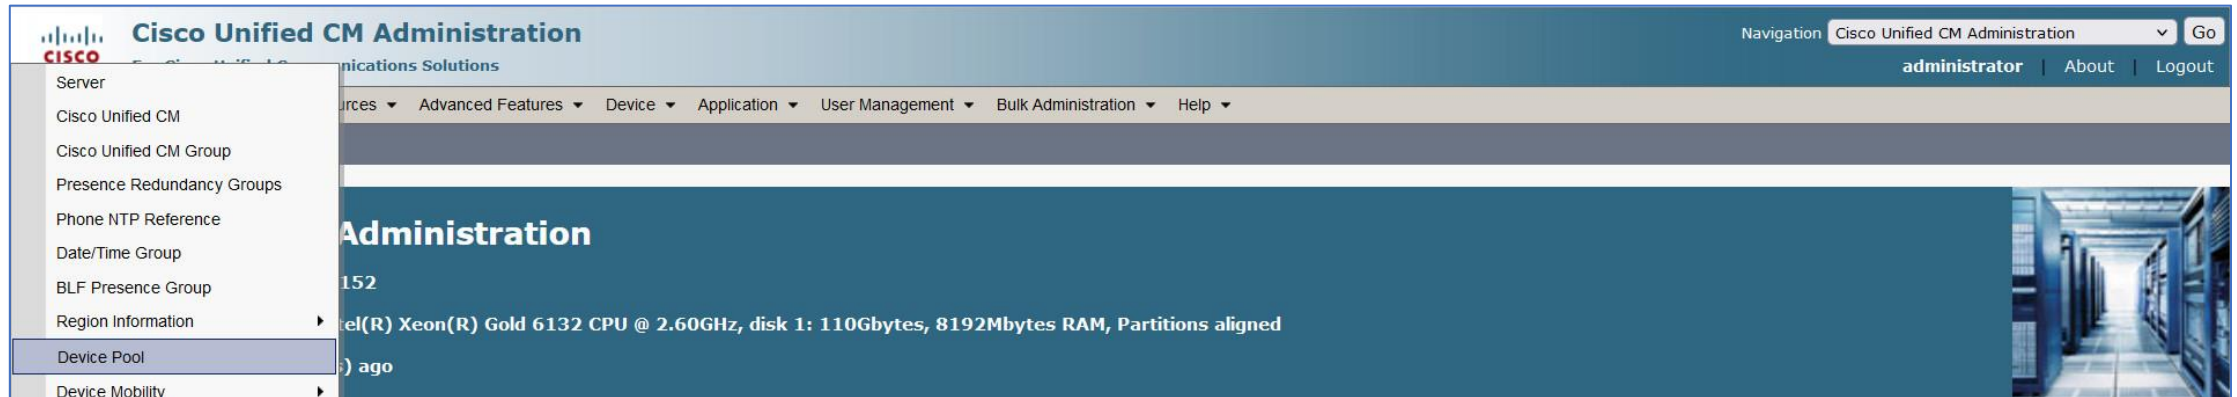 Cisco Unified CM Administration
Navigation Cisco Unified CM Administration Go
CISCO
Solutions
administrator | About | Logout
Advanced Features Device Application User Management Bulk Administration Help
Server
Cisco Unified CM
Cisco Unified CM Group
Presence Redundancy Groups
Phone NTP Reference
Date/Time Group
BLF Presence Group
Region Information
Device Pool
Device Mobility
Administration
152
Xeon(R) Gold 6132 CPU @ 2.60GHz, disk 1: 110Gbytes, 8192Mbytes RAM, Partitions aligned
ago